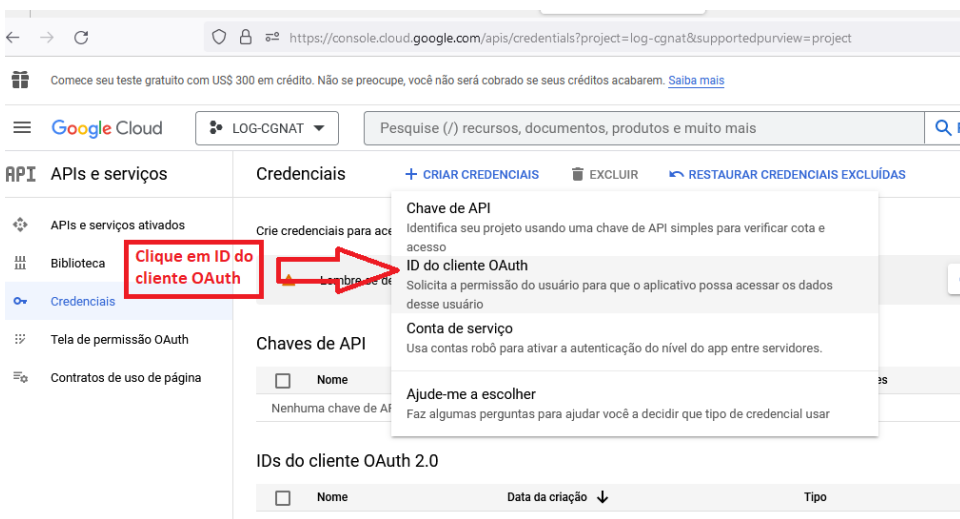 https://console.cloud.google.com/apis/credentials?project=log-cgnat&supportedpurview=project
Comece seu teste gratuito com US$ 300 em crédito. Não se preocupe, você não será cobrado se seus créditos acabarem. Saiba mais
Google Cloud
LOG-CGNAT
Pesquise (/) recursos, documentos, produtos e muito mais
API APIs e serviços
Credenciais
+ CRIAR CREDENCIAIS
EXCLUIR
RESTAURAR CREDENCIAIS EXCLUÍDAS
APIs e serviços ativados
Biblioteca
Credenciais
Tela de permissão OAuth
Contratos de uso de página
Clique em ID do
cliente OAuth
Crie credenciais para ace
Lembre-se de
Chave de API
Identifica seu projeto usando uma chave de API simples para verificar cota e
acesso
ID do cliente OAuth
Solicita a permissão do usuário para que o aplicativo possa acessar os dados
desse usuário
Conta de serviço
Usa contas robô para ativar a autenticação do nível do app entre servidores.
Ajude-me a escolher
Faz algumas perguntas para ajudar você a decidir que tipo de credencial usar
Chaves de API
Nome
es
Nenhuma chave de AP
IDs do cliente OAuth 2.0
Nome
Data da criação
Tipo